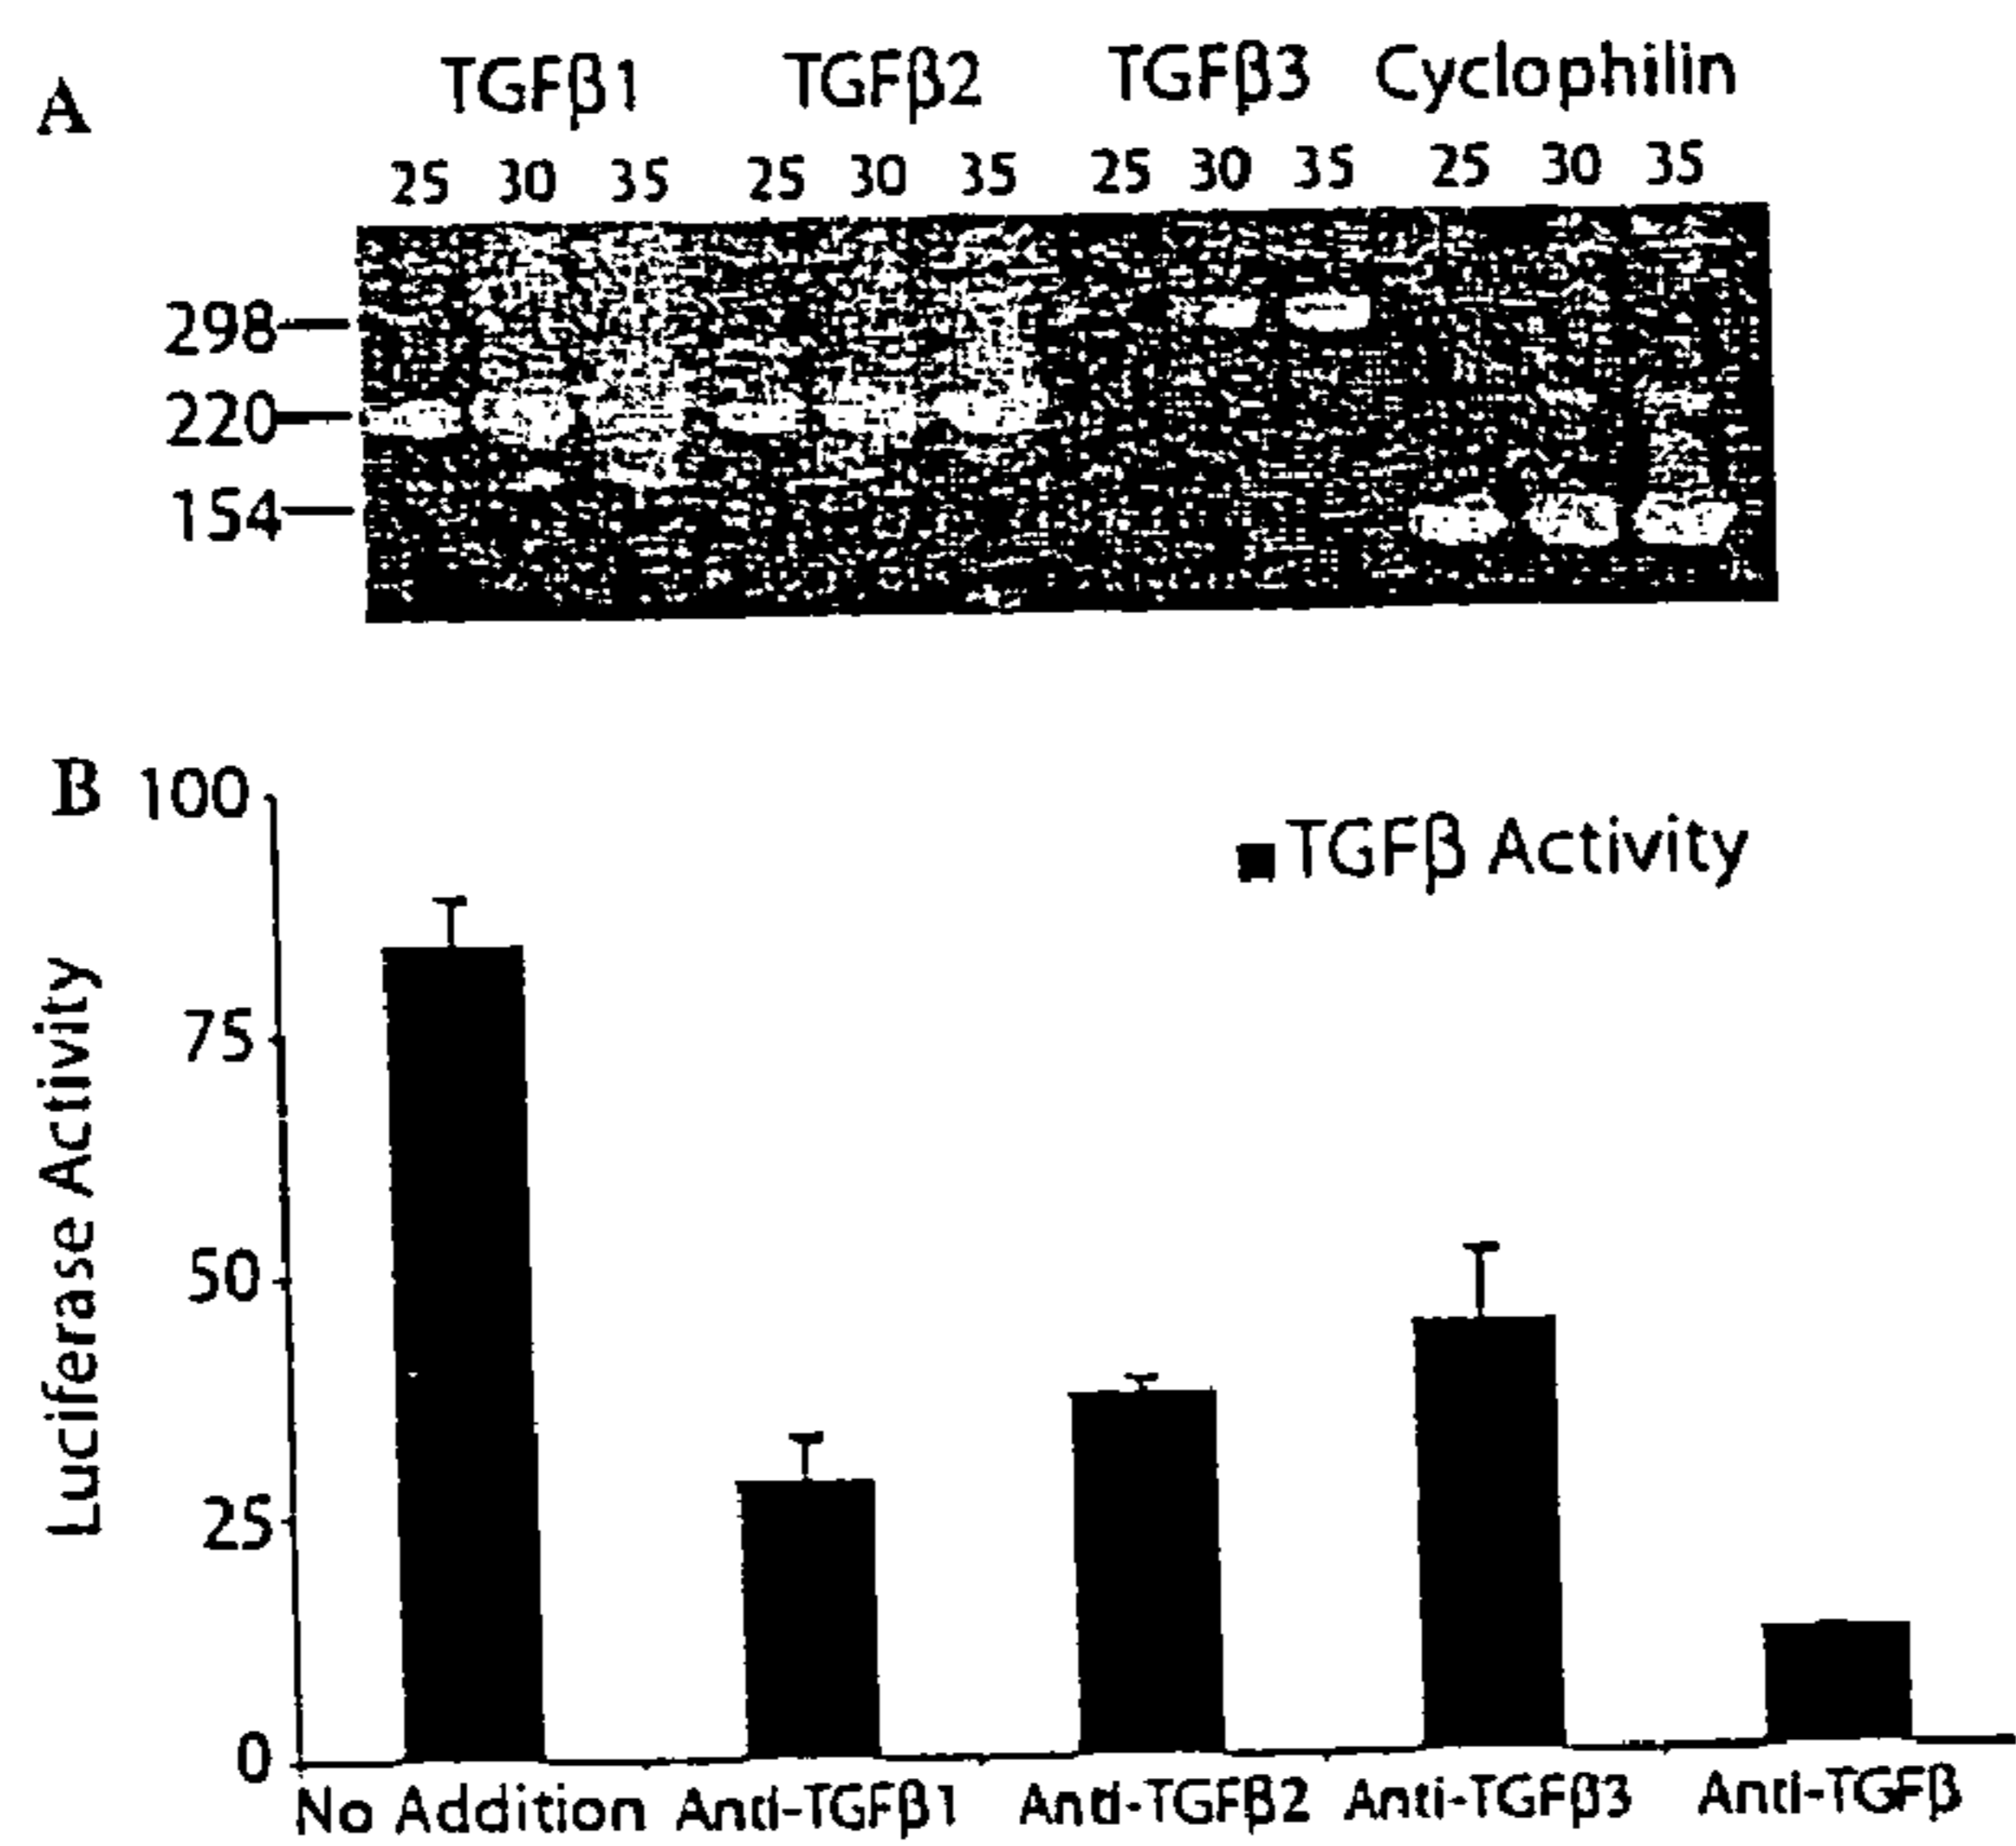 A
TGFβ1 TGFβ2 TGFβ3 Cyclophilin
25 30 35 25 30 35 25 30 35 25 30 35
298
220
154
B
100
75
50
25
0
Luciferase Activity
TGFβ Activity
No Addition Anti-TGFβ1 Anti-TGFβ2 Anti-TGFβ3 Anti-TGFβ